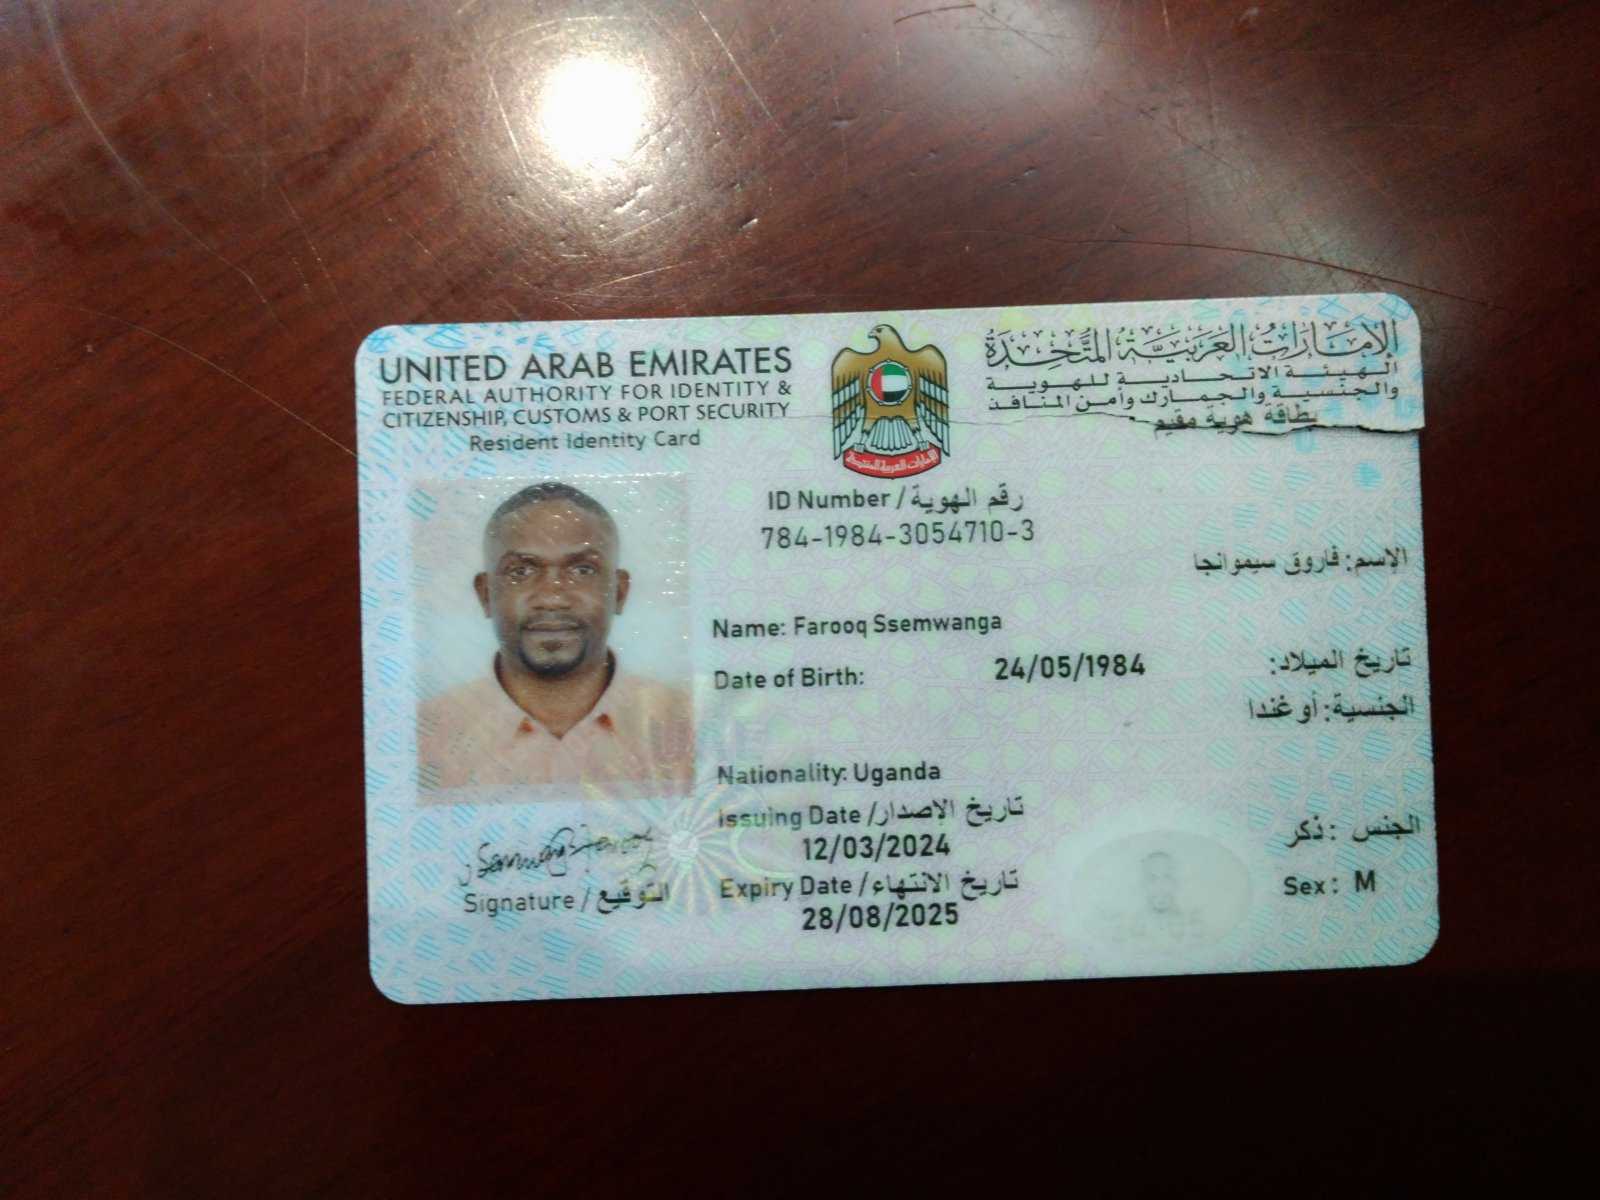 UNITED ARAB EMIRATES
FEDERAL AUTHORITY FOR IDENTITY &
CITIZENSHIP, CUSTOMS & PORT SECURITY
Resident Identity Card
الإمارات العربية المتحدة
الهيئة الاتحادية للهوية
والجنسية والجمارك وأمن المنافذ
بطاقة هوية مقيم
الإمارات العربية المتحدة
ID Number / رقم الهوية
784-1984-3054710-3
الإسم: فاروق سيموانجا
Name: Farooq Ssemwanga
Date of Birth: 24/05/1984 تاريخ الميلاد:
الجنسية: أوغندا
Nationality: Uganda
Issuing Date / تاريخ الإصدار
12/03/2024
Expiry Date / تاريخ الانتهاء
28/08/2025
الجنس : ذكر
Sex: M
Signature / التوقيع